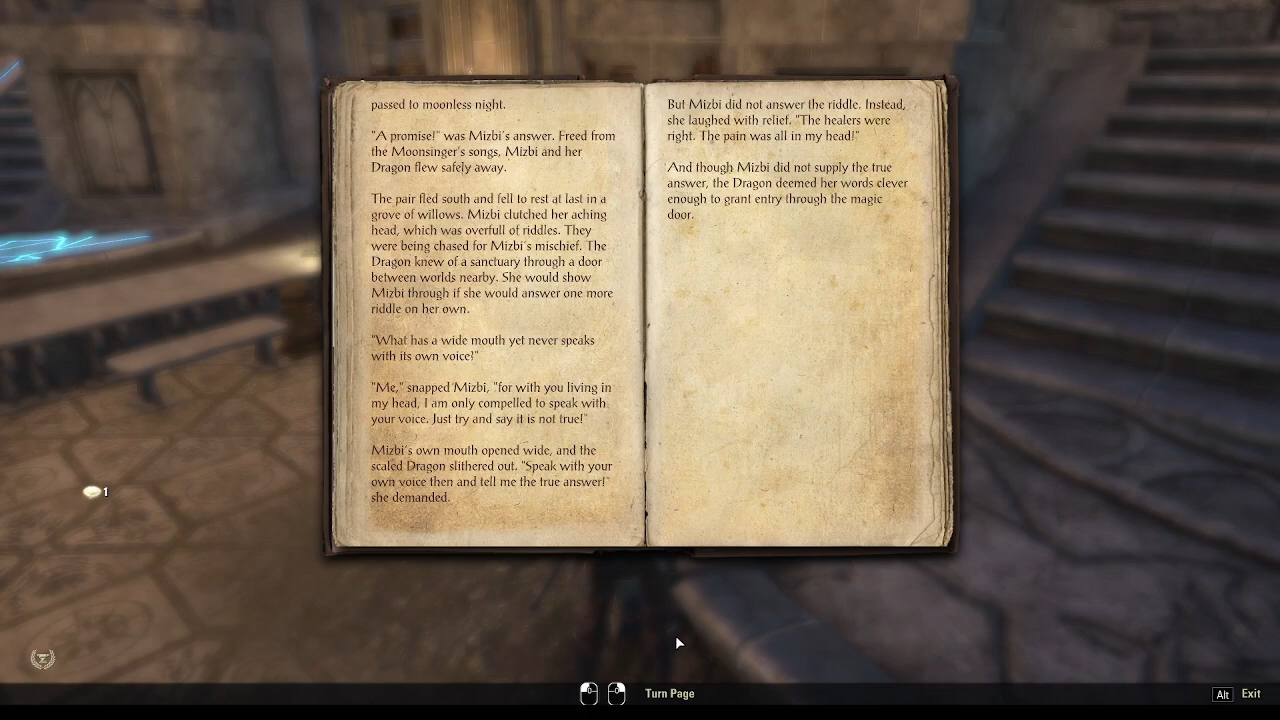 passed to moonless night.
"A promise!" was Mizbi's answer. Freed from
the Moonsinger's songs, Mizbi and her
Dragon flew safely away.
The pair fled south and fell to rest at last in a
grove of willows. Mizbi clutched her aching
head, which was overfull of riddles. They
were being chased for Mizbi's mischief. The
Dragon knew of a sanctuary through a door
between worlds nearby. She would show
Mizbi through if she would answer one more
riddle on her own.
"What has a wide mouth yet never speaks
with its own voice?"
"Me," snapped Mizbi, "for with you living in
my head, I am only compelled to speak with
your voice. Just try and say it is not true!"
Mizbi's own mouth opened wide, and the
scaled Dragon slithered out. "Speak with your
own voice then and tell me the true answer!"
she demanded.
But Mizbi did not answer the riddle. Instead,
she laughed with relief. "The healers were
right. The pain was all in my head!"
And though Mizbi did not supply the true
answer, the Dragon deemed her words clever
enough to grant entry through the magic
door.
1
Turn Page
Alt Exit